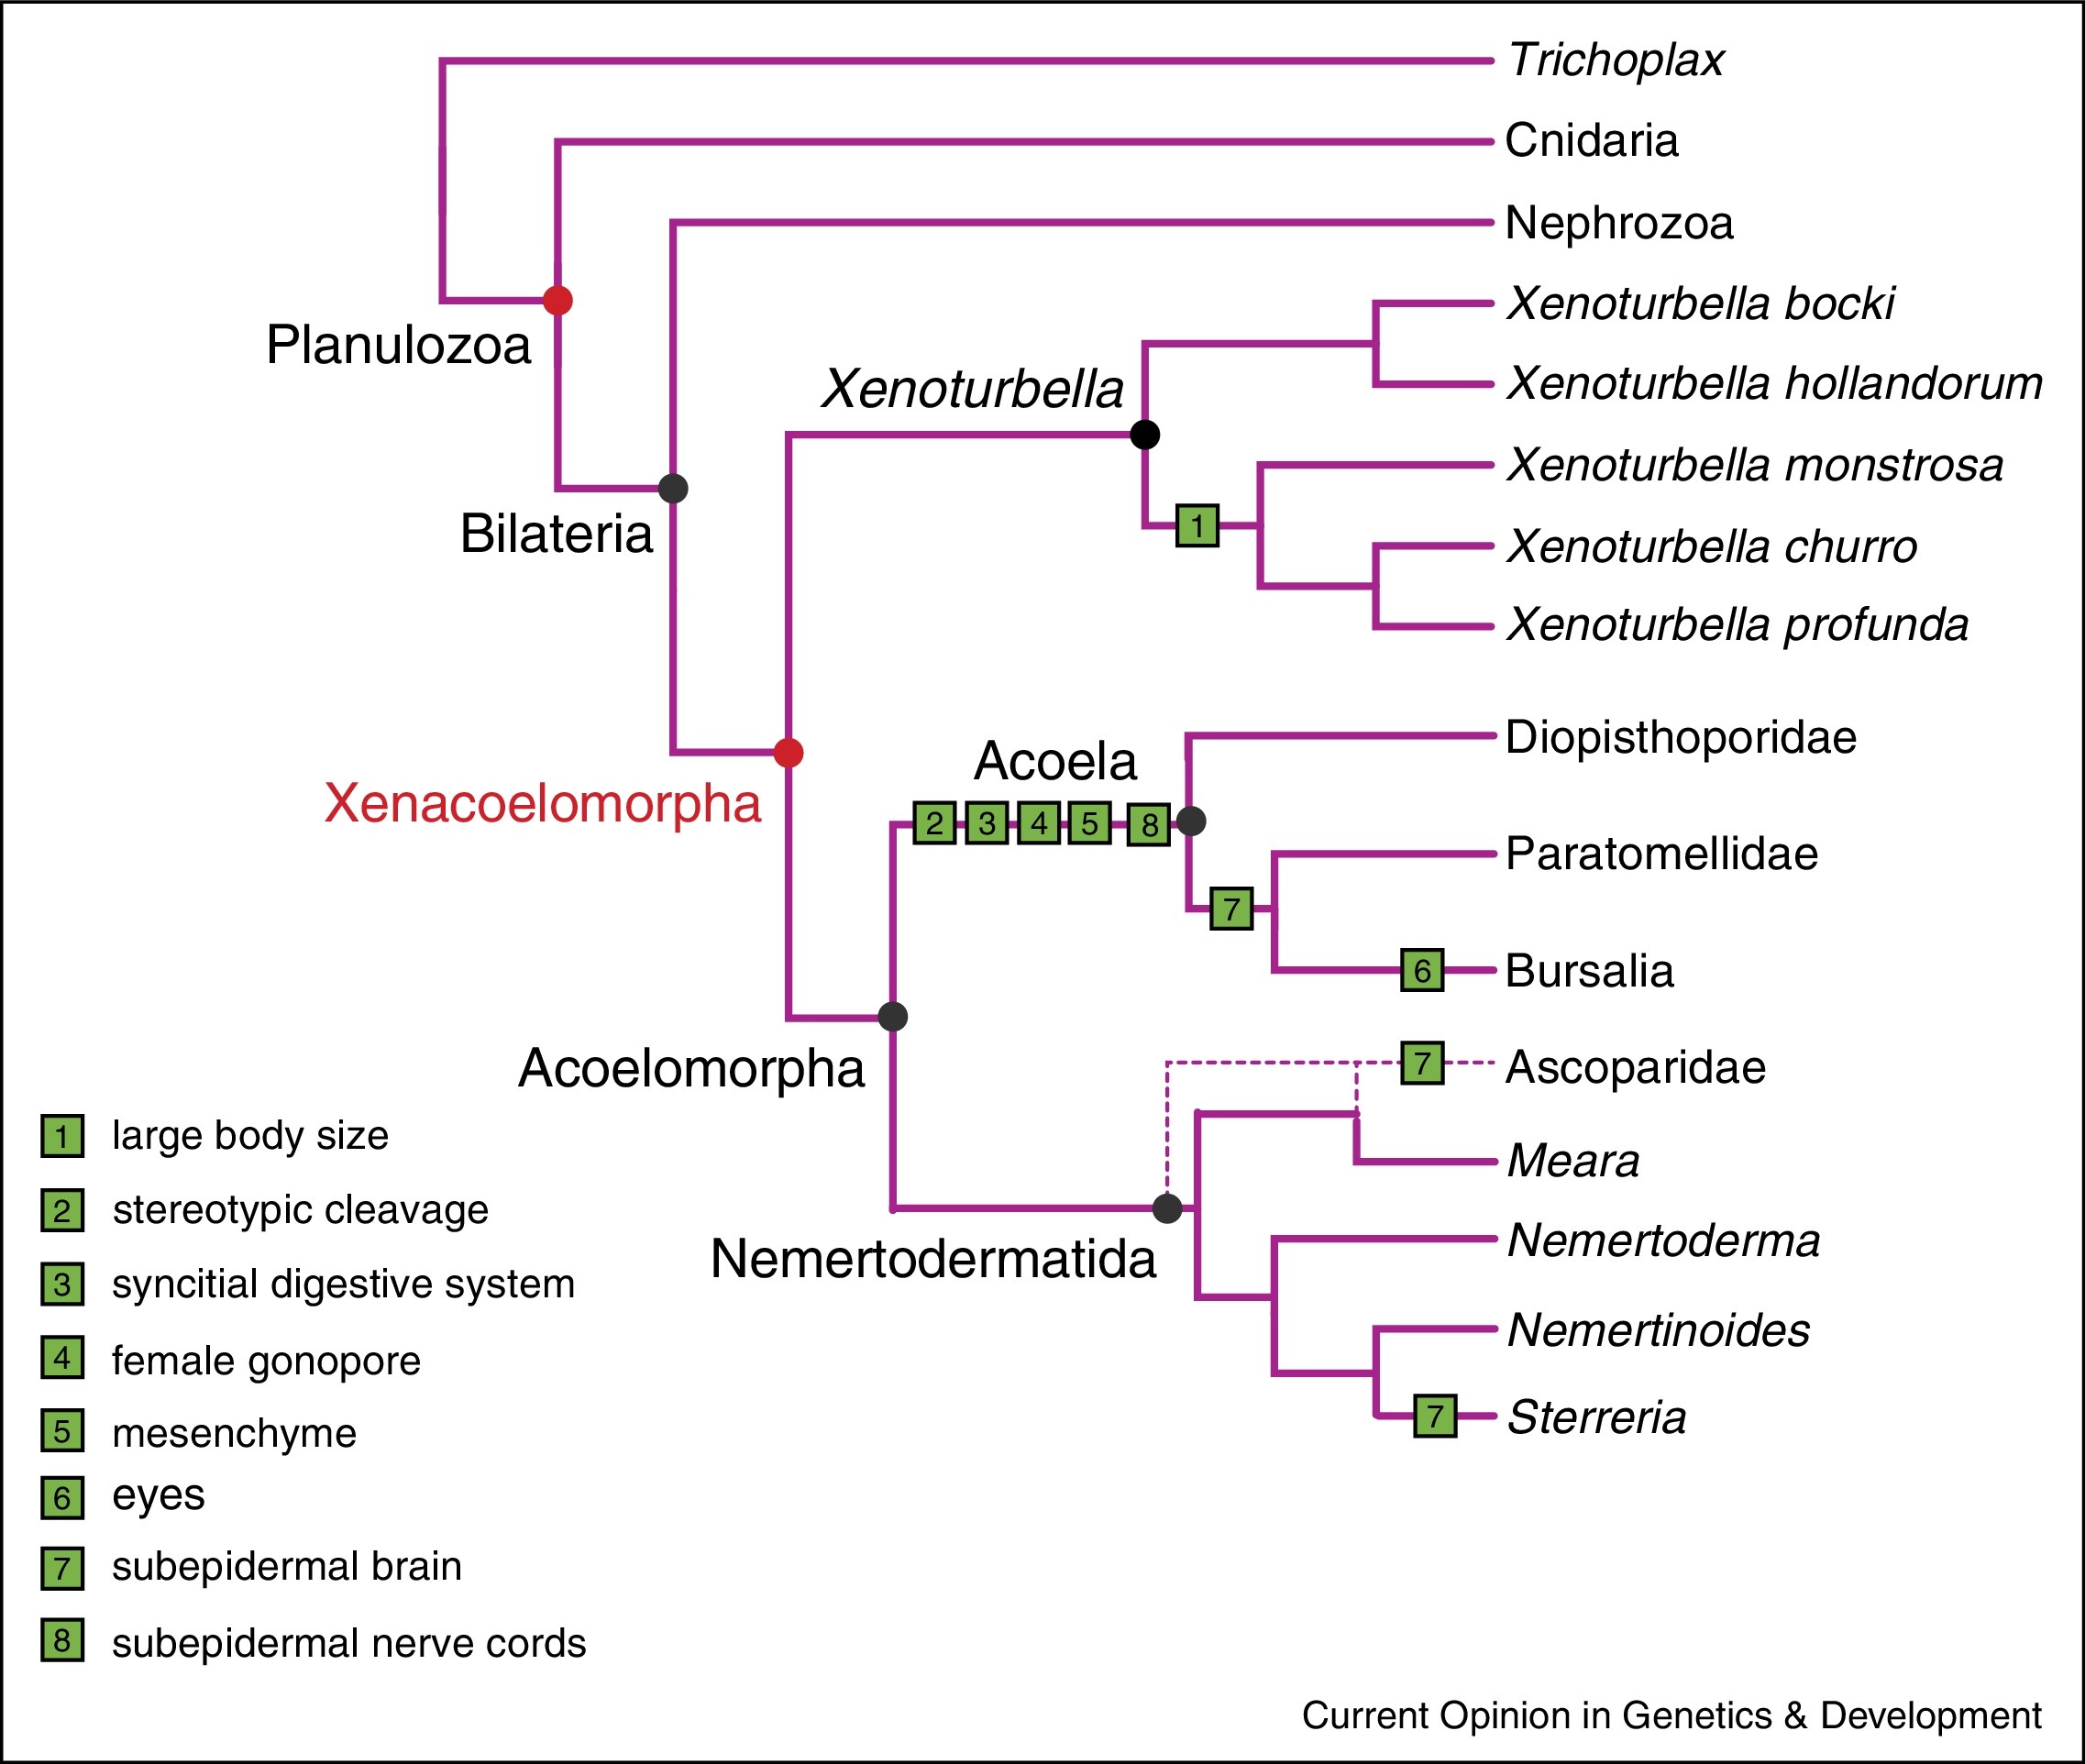 Trichoplax
Cnidaria
Nephrozoa
Xenoturbella bocki
Planulozoa
Xenoturbella
Xenoturbella hollandorum
Xenoturbella monstrosa
Bilateria
1
Xenoturbella churro
Xenoturbella profunda
Diopisthoporidae
Acoela
Xenacoelomorpha
2 3 4 5 8
Paratomellidae
7
6
Bursalia
Acoelomorpha
7
Ascoparidae
Meara
Nemertodermatida
Nemertoderma
Nemertinoides
7
Sterreria
1 large body size
2 stereotypic cleavage
3 syncitial digestive system
4 female gonopore
5 mesenchyme
6 eyes
7 subepidermal brain
8 subepidermal nerve cords
Current Opinion in Genetics & Development